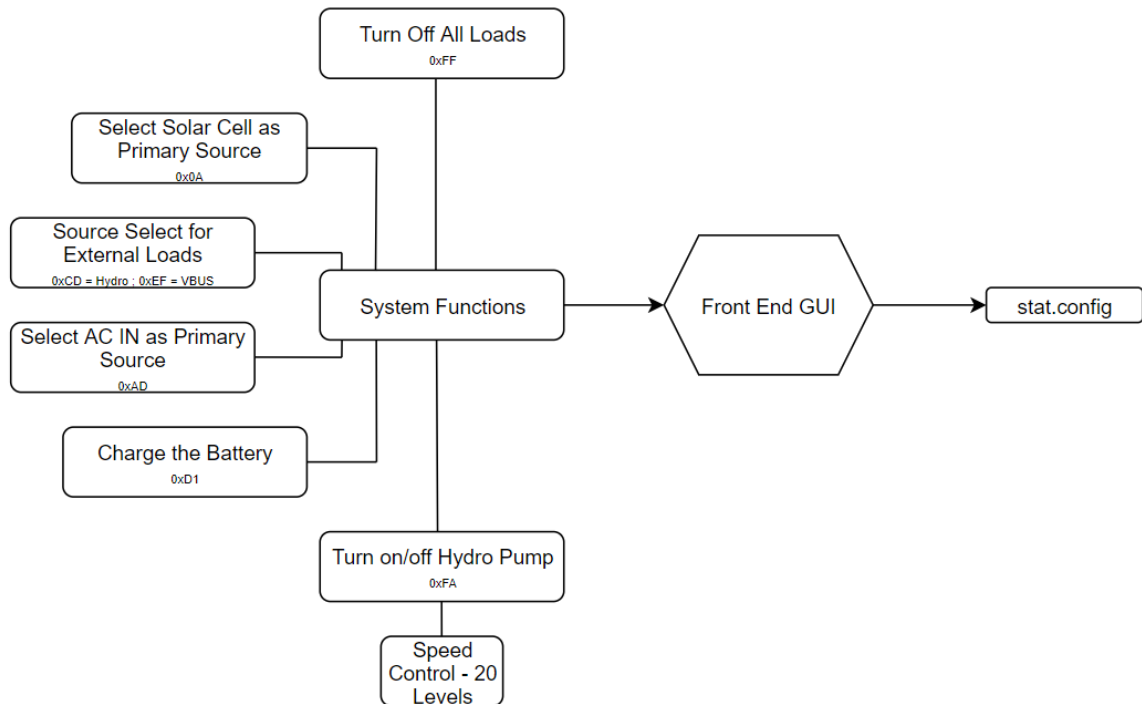 Turn Off All Loads
0xFF
Select Solar Cell as
Primary Source
0x0A
Source Select for
External Loads
0xCD = Hydro ; 0xEF = VBUS
System Functions
Front End GUI
stat.config
Select AC IN as Primary
Source
0xAD
Charge the Battery
0xD1
Turn on/off Hydro Pump
0xFA
Speed
Control - 20
Levels